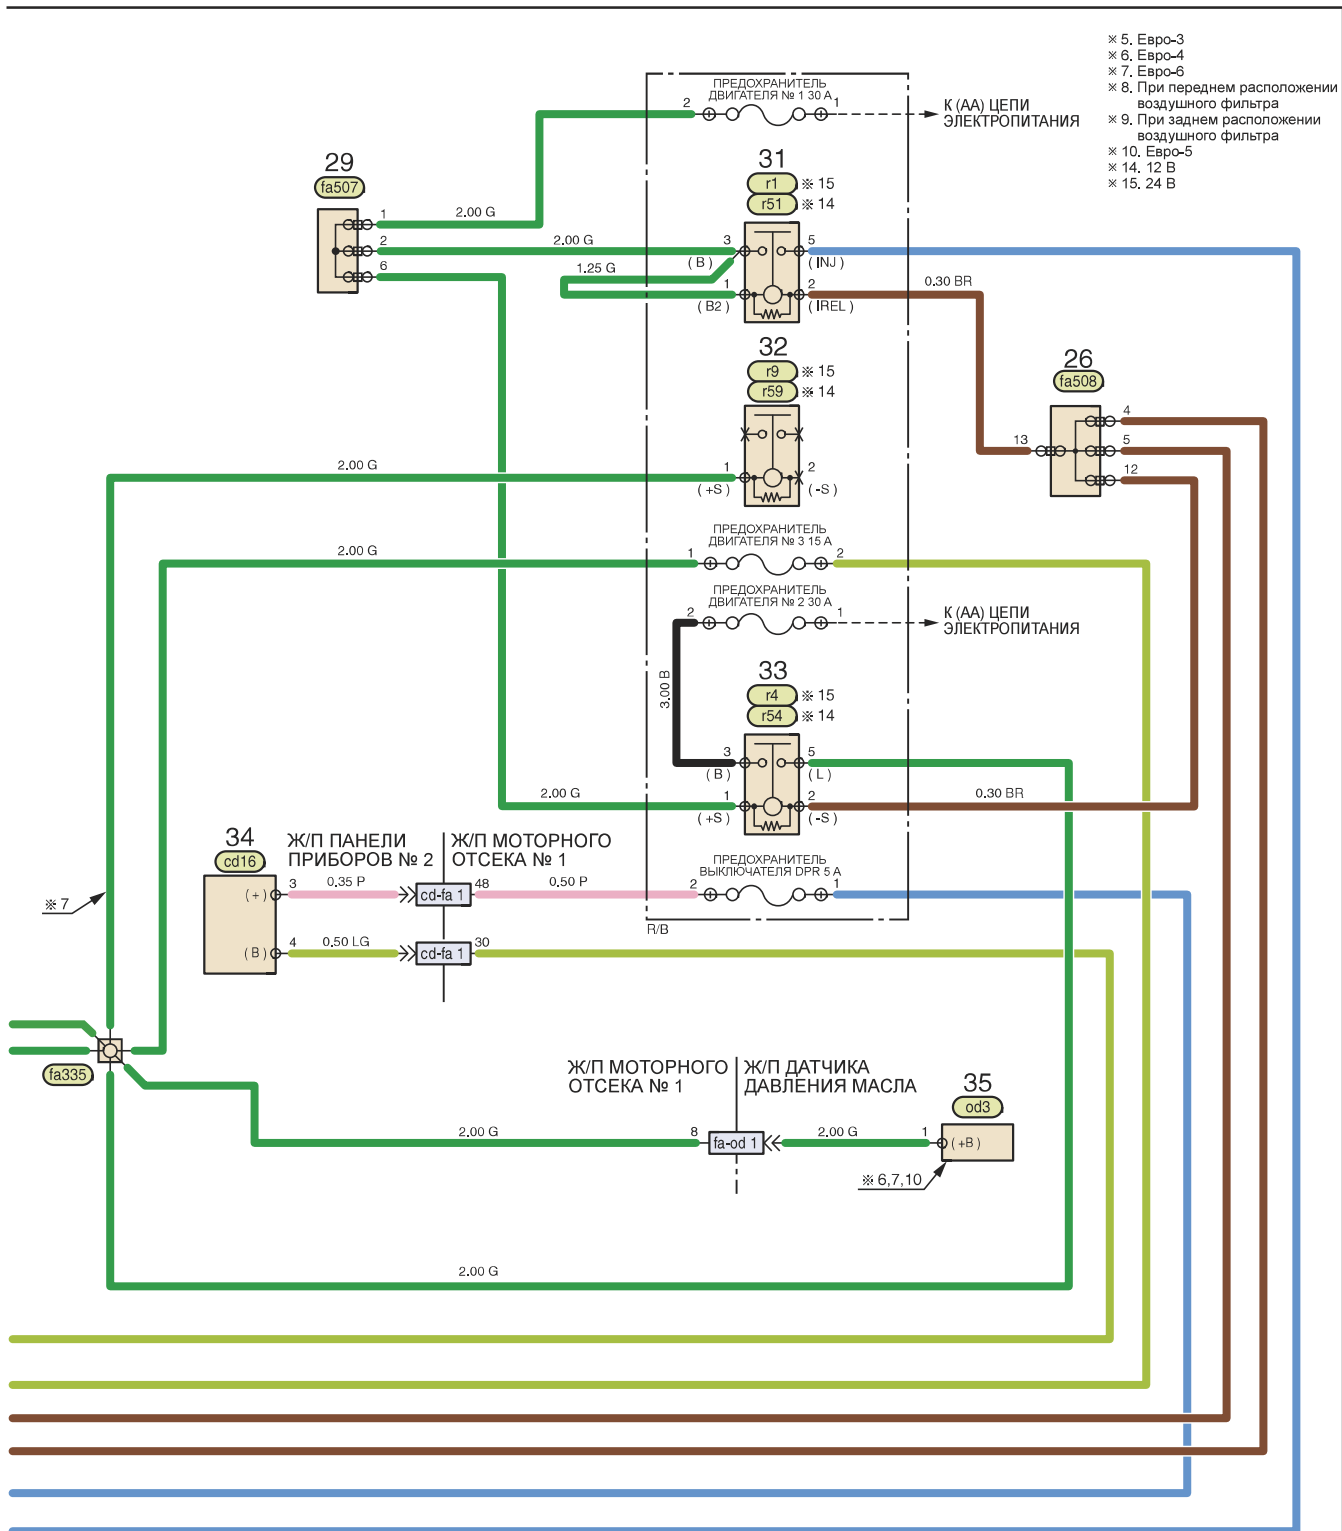 ※ 5. Евро-3
※ 6. Евро-4
※ 7. Евро-6
※ 8. При переднем расположении
воздушного фильтра
※ 9. При заднем расположении
воздушного фильтра
※ 10. Евро-5
※ 14. 12 В
※ 15. 24 В
ПРЕДОХРАНИТЕЛЬ
ДВИГАТЕЛЯ № 1 30 А
2
1
К (АА) ЦЕПИ
ЭЛЕКТРОПИТАНИЯ
29
fa507
1
2.00 G
2
2.00 G
6
1.25 G
31
r1 ※ 15
r51 ※ 14
3
( B )
5
( INJ )
1
( B2 )
2
( IREL )
0.30 BR
32
r9 ※ 15
r59 ※ 14
26
fa508
13
4
5
12
2.00 G
1
( +S )
2
( -S )
ПРЕДОХРАНИТЕЛЬ
ДВИГАТЕЛЯ № 3 15 А
2.00 G
1
2
ПРЕДОХРАНИТЕЛЬ
ДВИГАТЕЛЯ № 2 30 А
2
1
К (АА) ЦЕПИ
ЭЛЕКТРОПИТАНИЯ
3.00 B
33
r4 ※ 15
r54 ※ 14
3
( B )
5
( L )
2.00 G
1
( +S )
2
( -S )
0.30 BR
34
cd16
Ж/П ПАНЕЛИ
ПРИБОРОВ № 2
Ж/П МОТОРНОГО
ОТСЕКА № 1
ПРЕДОХРАНИТЕЛЬ
ВЫКЛЮЧАТЕЛЯ DPR 5 А
( + )
3
0.35 P
cd-fa 1
48
0.50 P
2
1
※ 7
R/B
( B )
4
0.50 LG
cd-fa 1
30
fa335
Ж/П МОТОРНОГО
ОТСЕКА № 1
Ж/П ДАТЧИКА
ДАВЛЕНИЯ МАСЛА
35
od3
2.00 G
8
fa-od 1
2.00 G
1
( +B )
※ 6,7,10
2.00 G